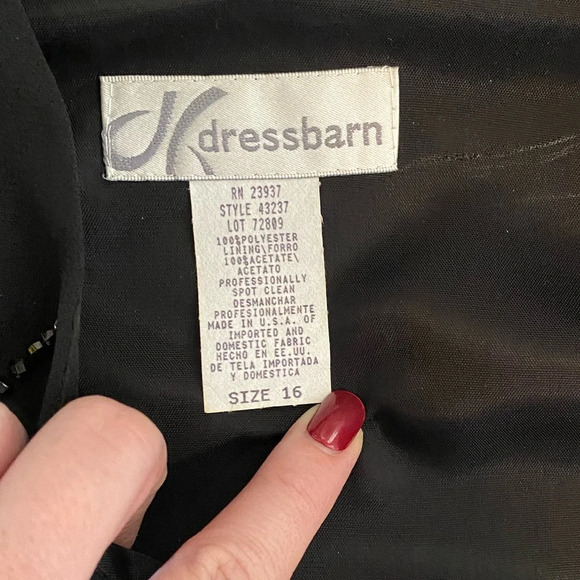 dressbarn
RN 23937
STYLE 43237
LOT 72809
100%POLYESTER
LINING\FORRO
100%ACETATE\
ACETATO
PROFESSIONALLY
SPOT CLEAN
DESMANCHAR
PROFESIONALMENTE
MADE IN U.S.A. OF
IMPORTED AND
DOMESTIC FABRIC
HECHO EN EE.UU.
DE TELA IMPORTADA
Y DOMESTICA
SIZE 16